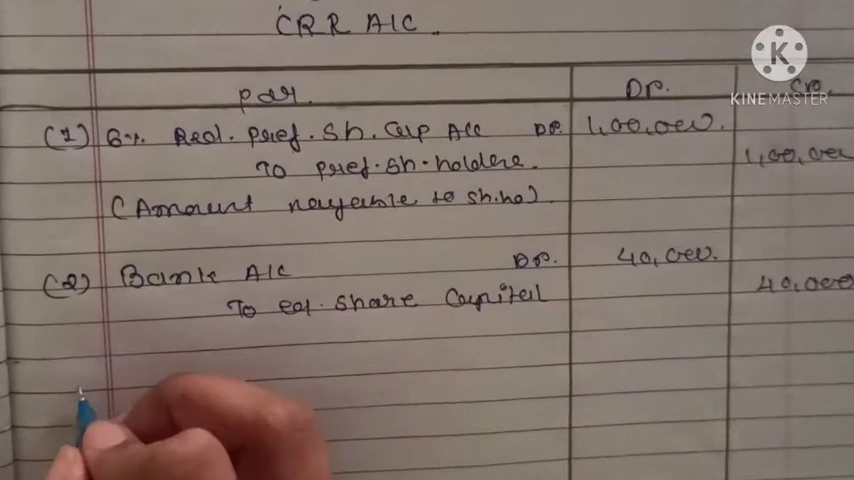 CRR A/C
Par. Dr. Cr.
(1) 6% Red. Pref. Sh. Cap A/c Dr. 1,00,000.
To Pref. Sh. holders. 1,00,000
(Amount payable to sh. ho)
(2) Bank A/c Dr. 40,000.
To eq. share Capital 40,000
K
KINEMASTER